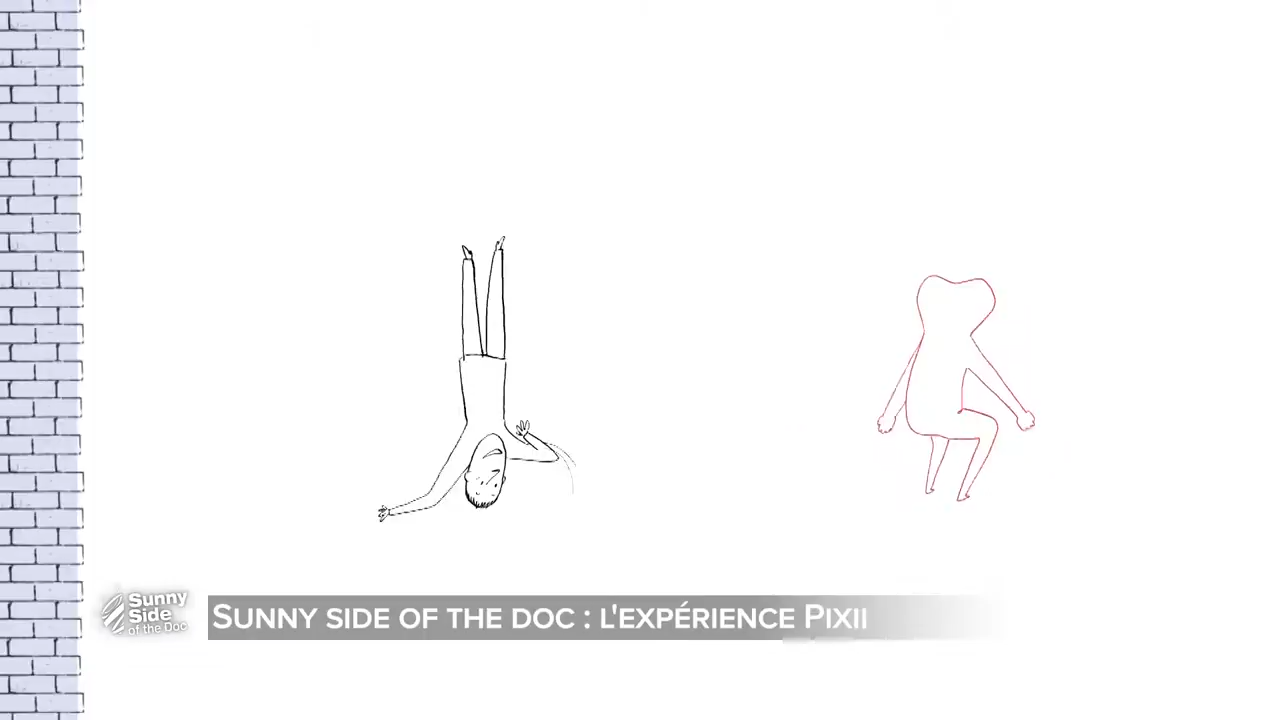 Sunny
Side
of the Doc
SUNNY SIDE OF THE DOC : L'EXPÉRIENCE PIXII